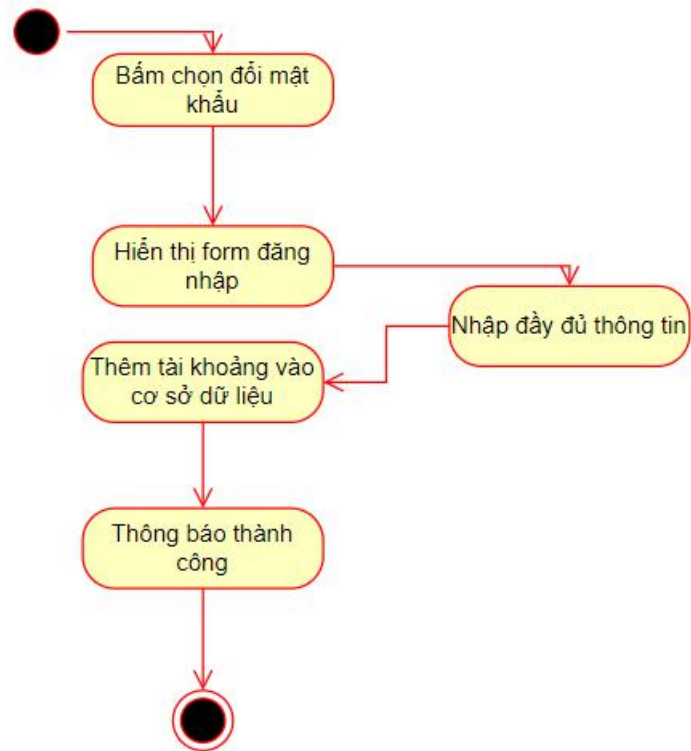 Bấm chọn đổi mật
khẩu
Hiển thị form đăng
nhập
Nhập đầy đủ thông tin
Thêm tài khoảng vào
cơ sở dữ liệu
Thông báo thành
công